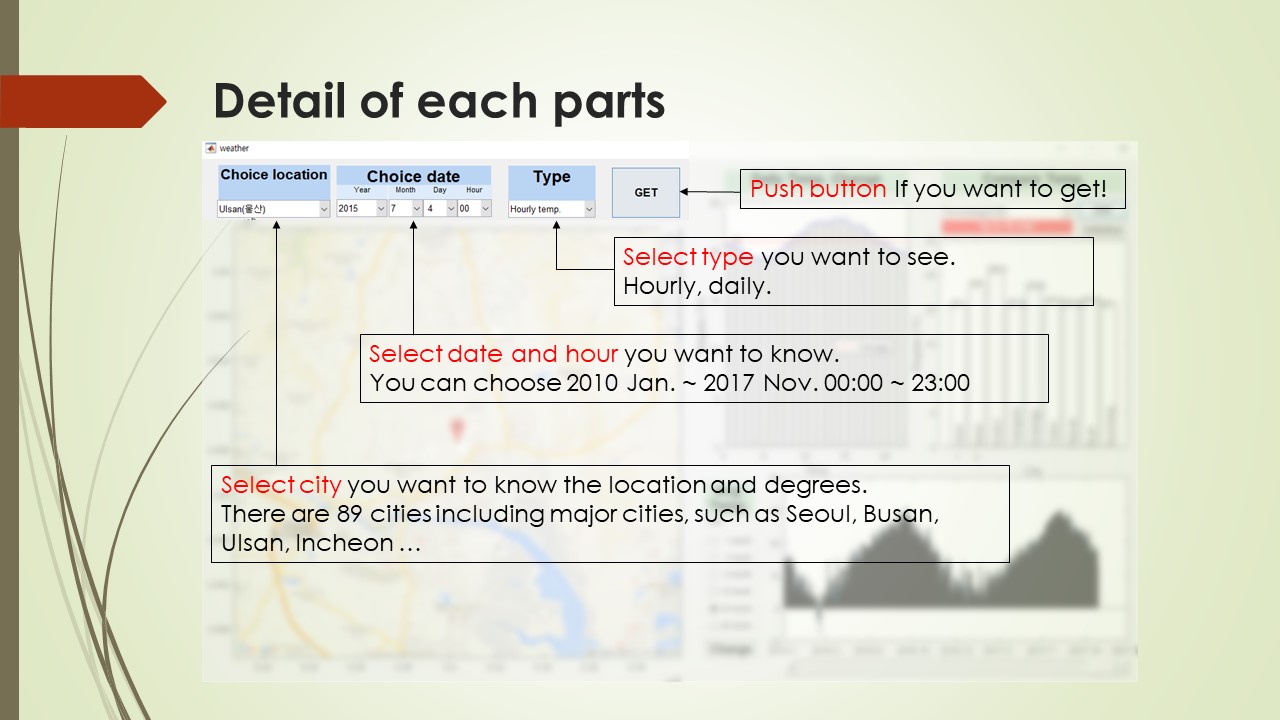 Detail of each parts
weather
Choice location
Choice date
Type
Year Month Day Hour
GET
Ulsan(울산)
2015 7 4 00
Hourly temp.
Push button If you want to get!
Select type you want to see.
Hourly, daily.
Select date and hour you want to know.
You can choose 2010 Jan. ~ 2017 Nov. 00:00 ~ 23:00
Select city you want to know the location and degrees.
There are 89 cities including major cities, such as Seoul, Busan,
Ulsan, Incheon ...